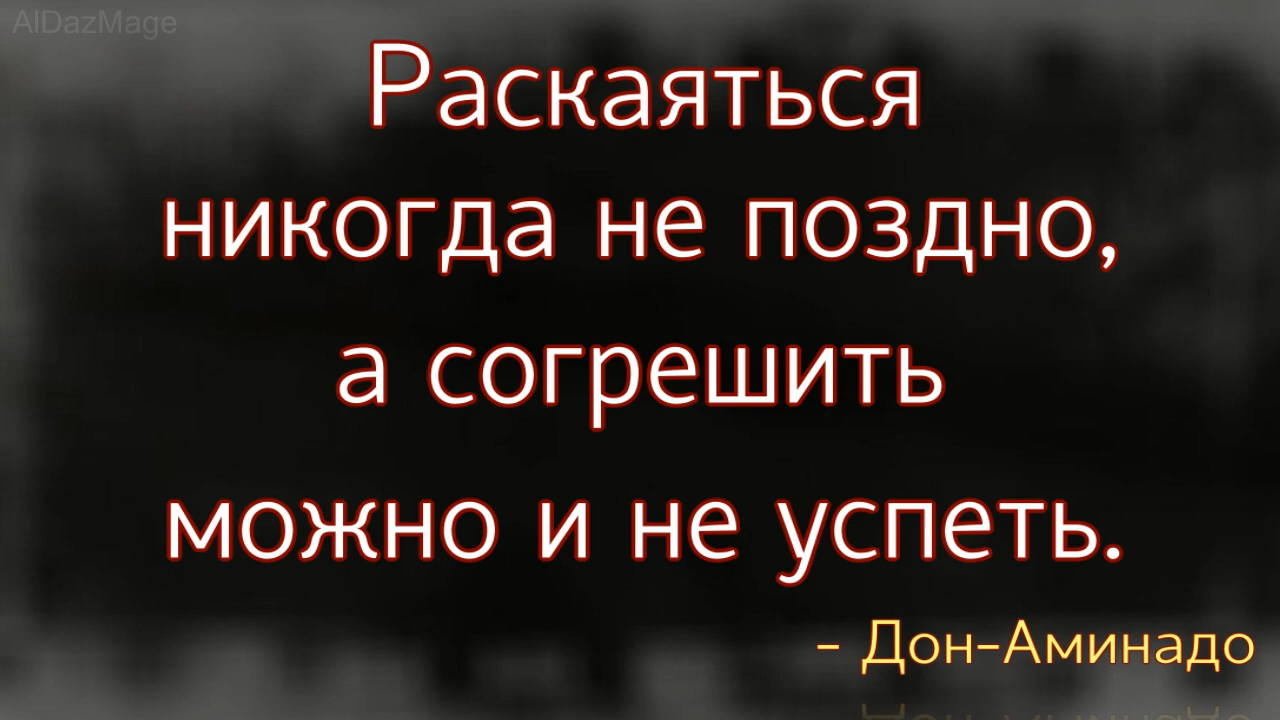 AlDazMage
Раскаяться
никогда не поздно,
а согрешить
можно и не успеть.
- Дон-Аминадо